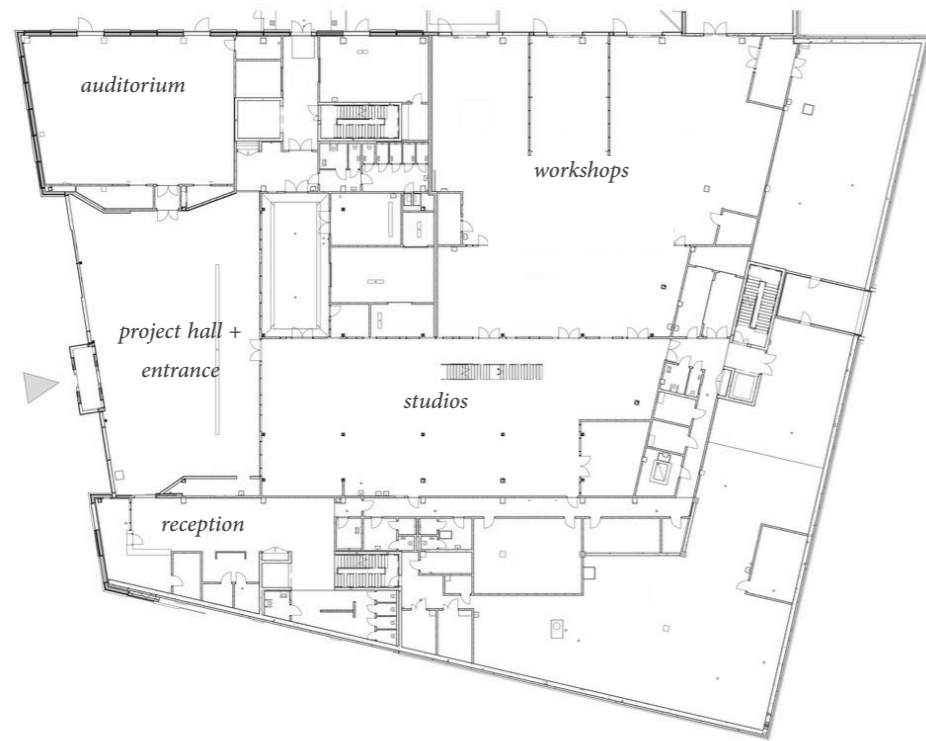 auditorium
workshops
project hall +
entrance
studios
reception